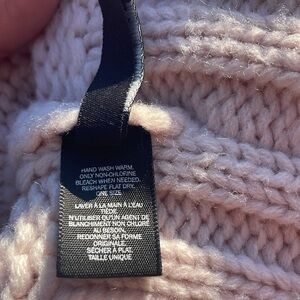 HAND WASH WARM.
ONLY NON-CHLORINE
BLEACH WHEN NEEDED.
RESHAPE FLAT DRY.
ONE SIZE
LAVER À LA MAIN À L'EAU
TIÈDE
N'UTILISER QU'UN AGENT DE
BLANCHIMENT NON CHLORÉ
AU BESOIN.
REDONNER SA FORME
ORIGINALE.
SÉCHER À PLAT.
TAILLE UNIQUE